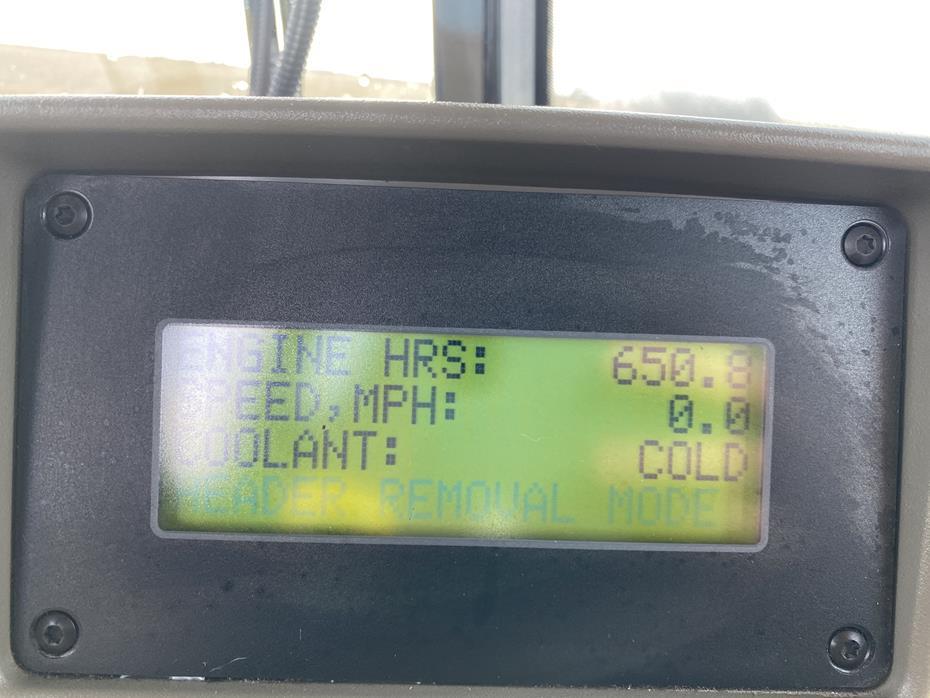 ENGINE HRS: 650.8
SPEED,MPH: 0.0
COOLANT: COLD
HEADER REMOVAL MODE